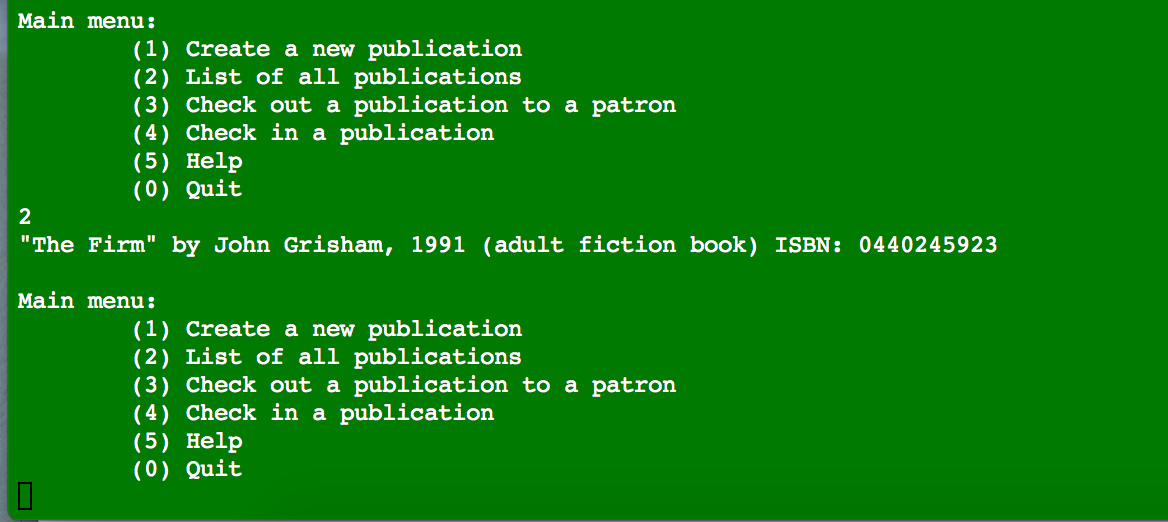 Main menu:
(1) Create a new publication
(2) List of all publications
(3) Check out a publication to a patron
(4) Check in a publication
(5) Help
(0) Quit
2
"The Firm" by John Grisham, 1991 (adult fiction book) ISBN: 0440245923
Main menu:
(1) Create a new publication
(2) List of all publications
(3) Check out a publication to a patron
(4) Check in a publication
(5) Help
(0) Quit